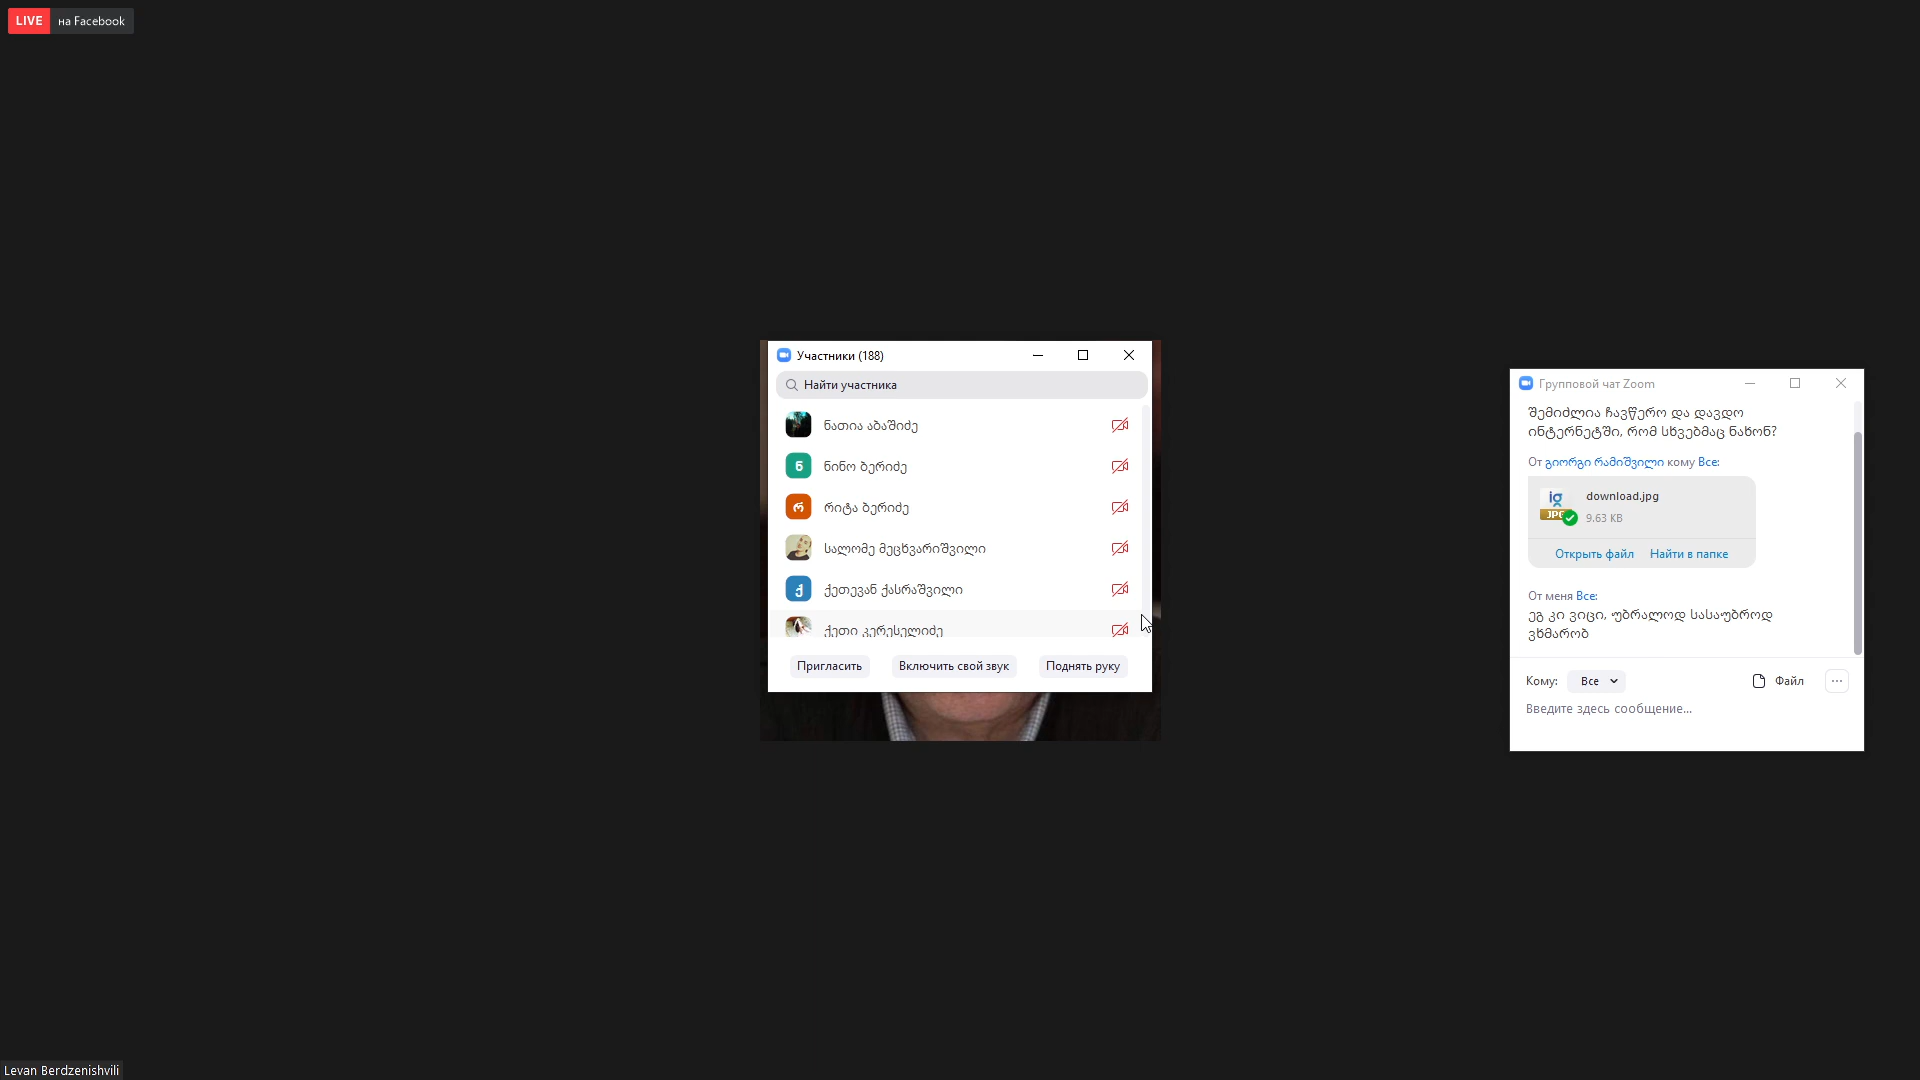 LIVE на Facebook
Участники (188)
Найти участника
ნათია აბაშიძე
ნ ნინო ბერიძე
რ რიტა ბერიძე
სალომე მეცხვარიშვილი
ქ ქეთევან ქასრაშვილი
ქეთი კერესელიძე
Пригласить Включить свой звук Поднять руку
Групповой чат Zoom
შემიძლია ჩავწერო და დავდო
ინტერნეტში, რომ სხვებმაც ნახონ?
От გიორგი რამიშვილი кому Все:
download.jpg
JPG
9.63 KB
Открыть файл Найти в папке
От меня Все:
ეგ კი ვიცი, უბრალოდ სასაუბროდ
ვხმარობ
Кому: Все Файл ...
Введите здесь сообщение...
Levan Berdzenishvili